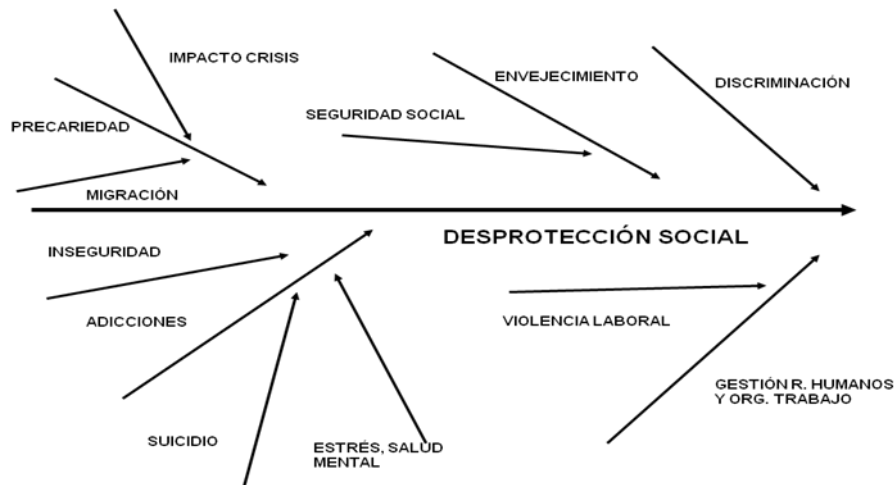 IMPACTO CRISIS
ENVEJECIMIENTO
DISCRIMINACIÓN
PRECARIEDAD
SEGURIDAD SOCIAL
MIGRACIÓN
DESPROTECCIÓN SOCIAL
INSEGURIDAD
ADICCIONES
VIOLENCIA LABORAL
GESTIÓN R. HUMANOS
Y ORG. TRABAJO
SUICIDIO
ESTRÉS, SALUD
MENTAL